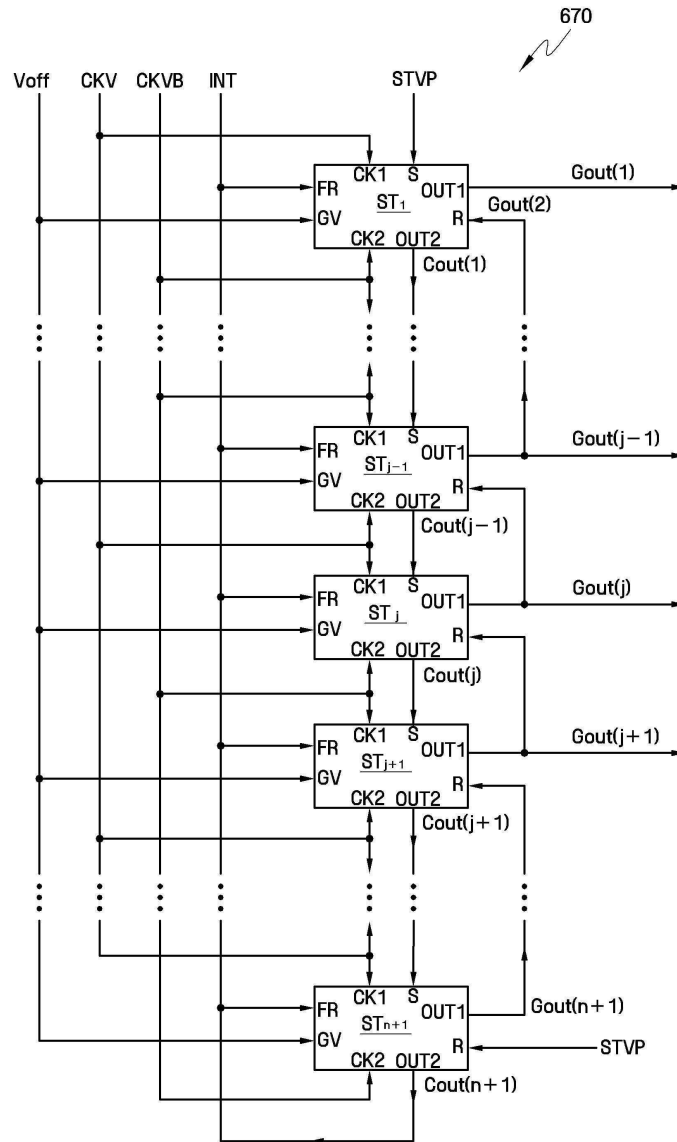 670
Voff CKV CKVB INT STVP
CK1 S
FR ST1 OUT1 Gout(1)
GV R Gout(2)
CK2 OUT2
Cout(1)
CK1 S
FR STj-1 OUT1 Gout(j-1)
GV R
CK2 OUT2
Cout(j-1)
CK1 S
FR STj OUT1 Gout(j)
GV R
CK2 OUT2
Cout(j)
CK1 S
FR STj+1 OUT1 Gout(j+1)
GV R
CK2 OUT2
Cout(j+1)
CK1 S
FR STn+1 OUT1 Gout(n+1)
GV R STVP
CK2 OUT2
Cout(n+1)